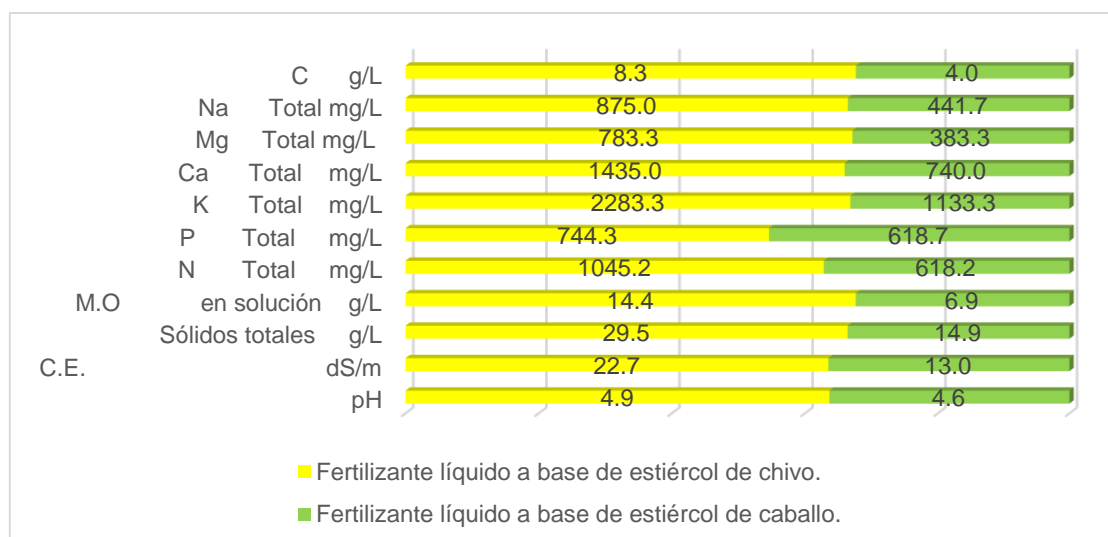 C g/L 8.3 4.0
Na Total mg/L 875.0 441.7
Mg Total mg/L 783.3 383.3
Ca Total mg/L 1435.0 740.0
K Total mg/L 2283.3 1133.3
P Total mg/L 744.3 618.7
N Total mg/L 1045.2 618.2
M.O en solución g/L 14.4 6.9
Sólidos totales g/L 29.5 14.9
C.E. dS/m 22.7 13.0
pH 4.9 4.6
Fertilizante líquido a base de estiércol de chivo.
Fertilizante líquido a base de estiércol de caballo.